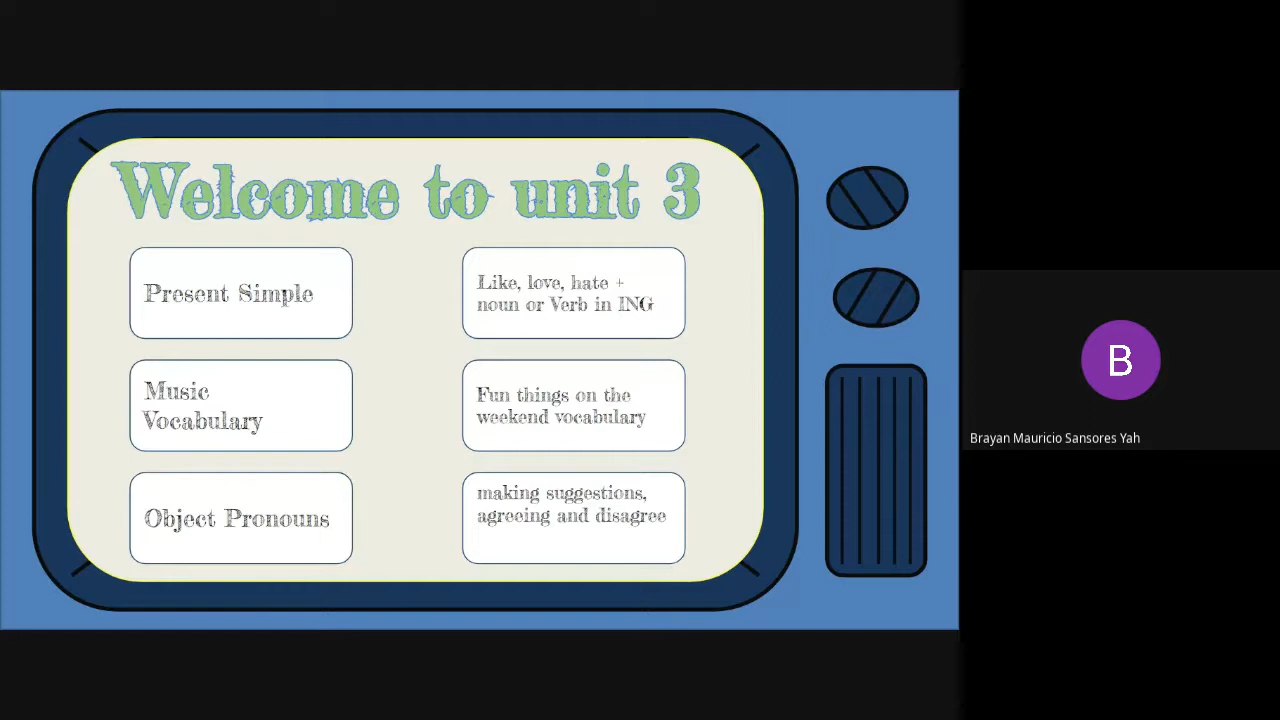 Welcome to unit 3
Present Simple
Like, love, hate +
noun or Verb in ING
Music
Vocabulary
Fun things on the
weekend vocabulary
Object Pronouns
making suggestions,
agreeing and disagree
B
Brayan Mauricio Sansores Yah